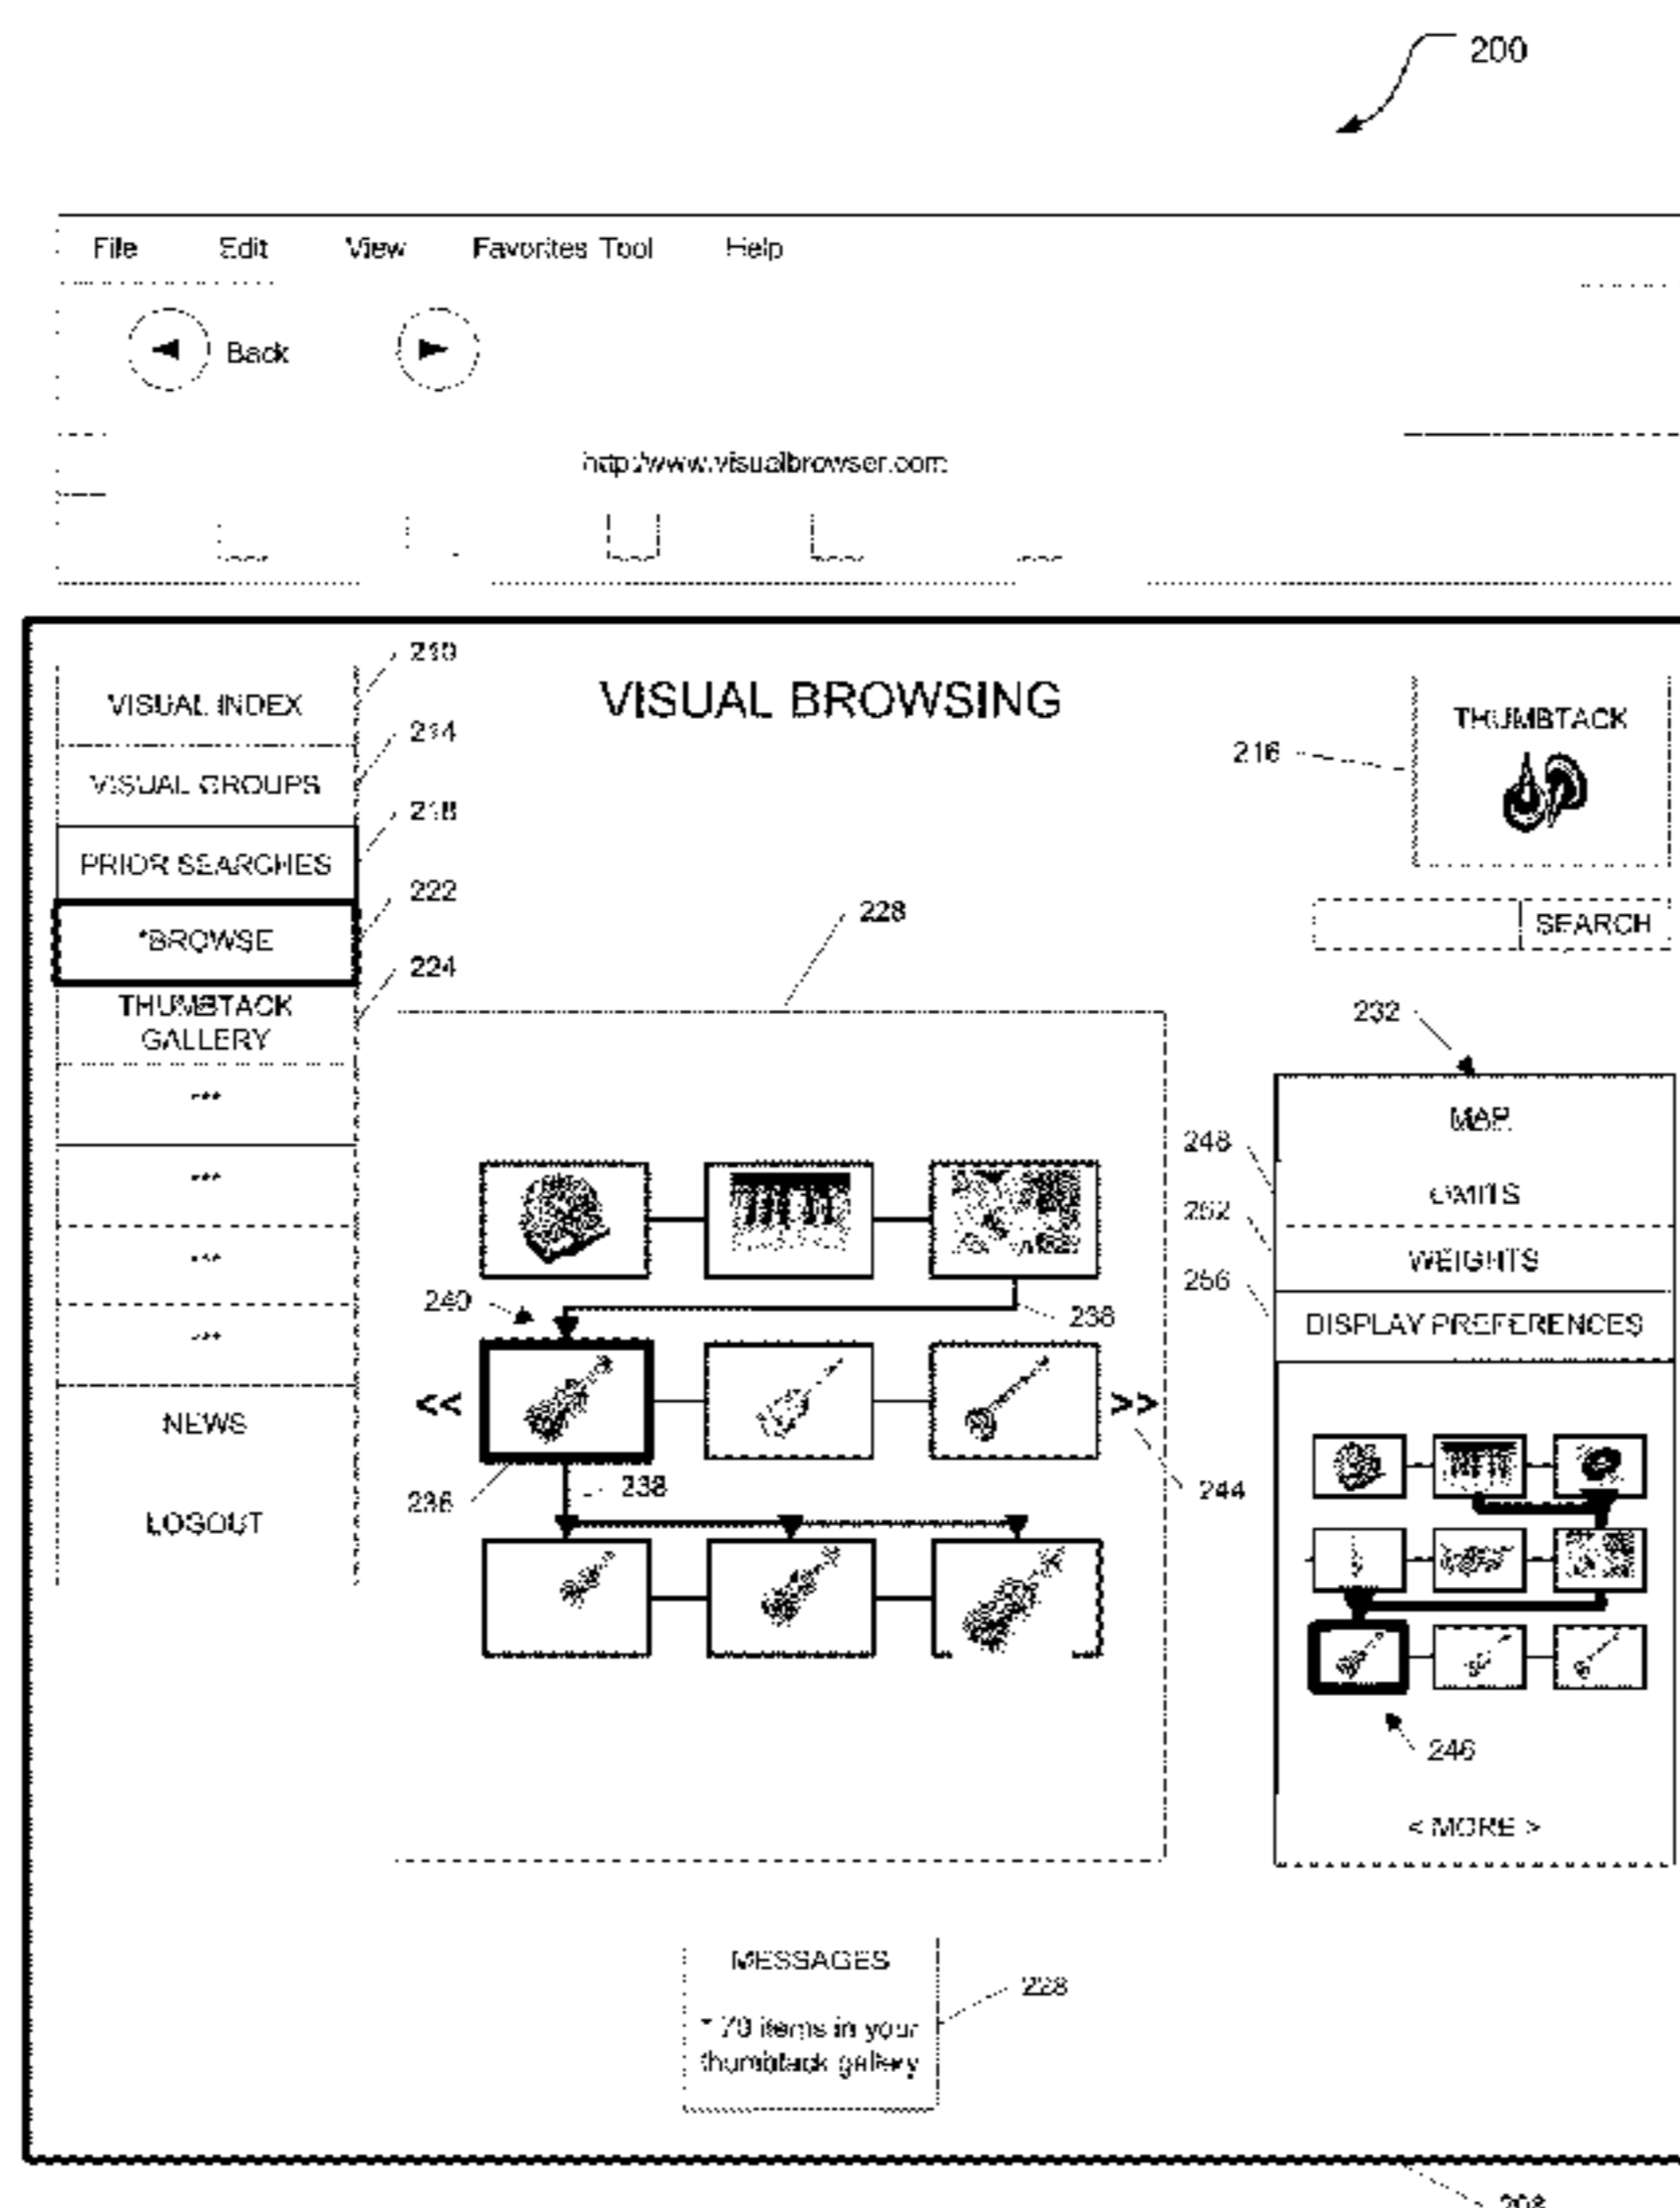 200
File Edit View Favorites Tool Help
Back
http:/www.visualbrowser.com
VISUAL INDEX
210
VISUAL BROWSING
THUMBTACK
216
VISUAL GROUPS
214
PRIOR SEARCHES
218
*BROWSE
222
228
SEARCH
THUMBTACK
GALLERY
224
232
***
MAP
248
OMITS
***
252
WEIGHTS
256
DISPLAY PREFERENCES
***
240
238
***
<<
>>
NEWS
236
238
244
LOGOUT
246
< MORE >
MESSAGES
228
* 70 items in your
thumbtack gallery
208